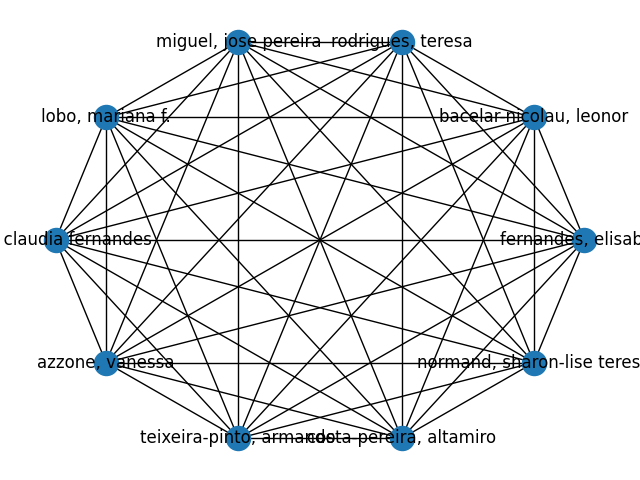 miguel, jose pereira
rodrigues, teresa
lobo, mariana f.
bacelar-nicolau, leonor
claudia fernandes
fernandes, elisab
azzone, vanessa
normand, sharon-lise teres
teixeira-pinto, armando
costa-pereira, altamiro